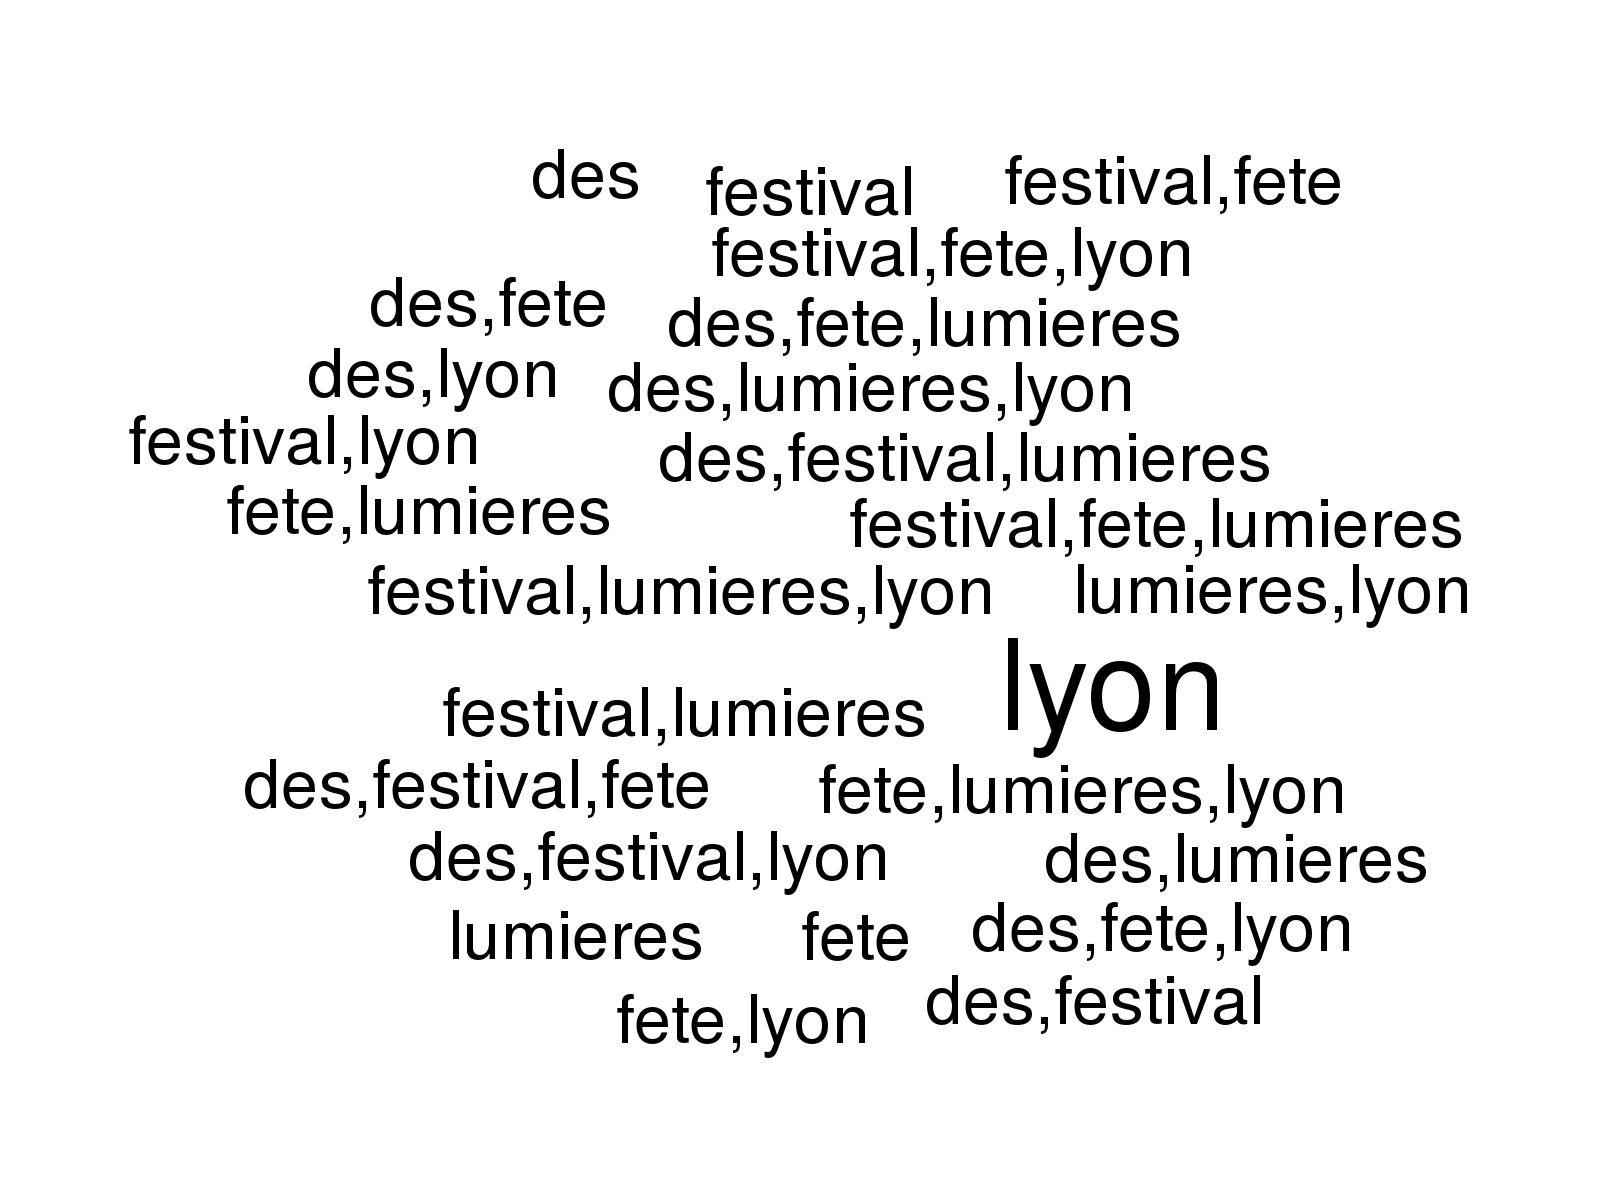 des festival festival,fete
festival,fete,lyon
des,fete des,fete,lumieres
des,lyon des,lumieres,lyon
festival,lyon des,festival,lumieres
fete,lumieres festival,fete,lumieres
festival,lumieres,lyon lumieres,lyon
lyon
festival,lumieres
des,festival,fete fete,lumieres,lyon
des,festival,lyon des,lumieres
lumieres fete des,fete,lyon
fete,lyon des,festival